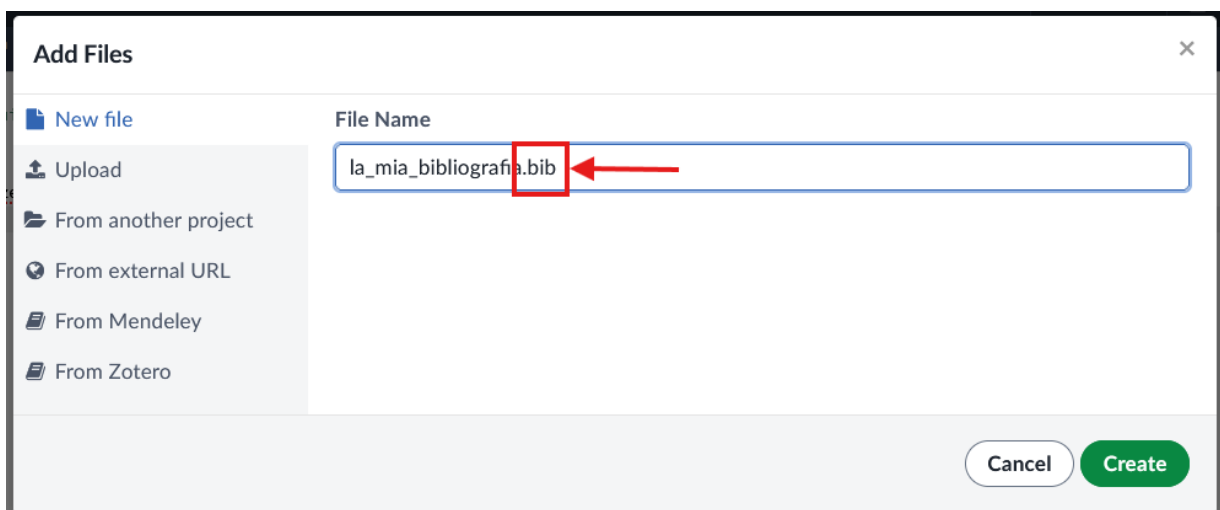 Add Files
×
New file
Upload
From another project
From external URL
From Mendeley
From Zotero
File Name
la_mia_bibliografia.bib
Cancel
Create